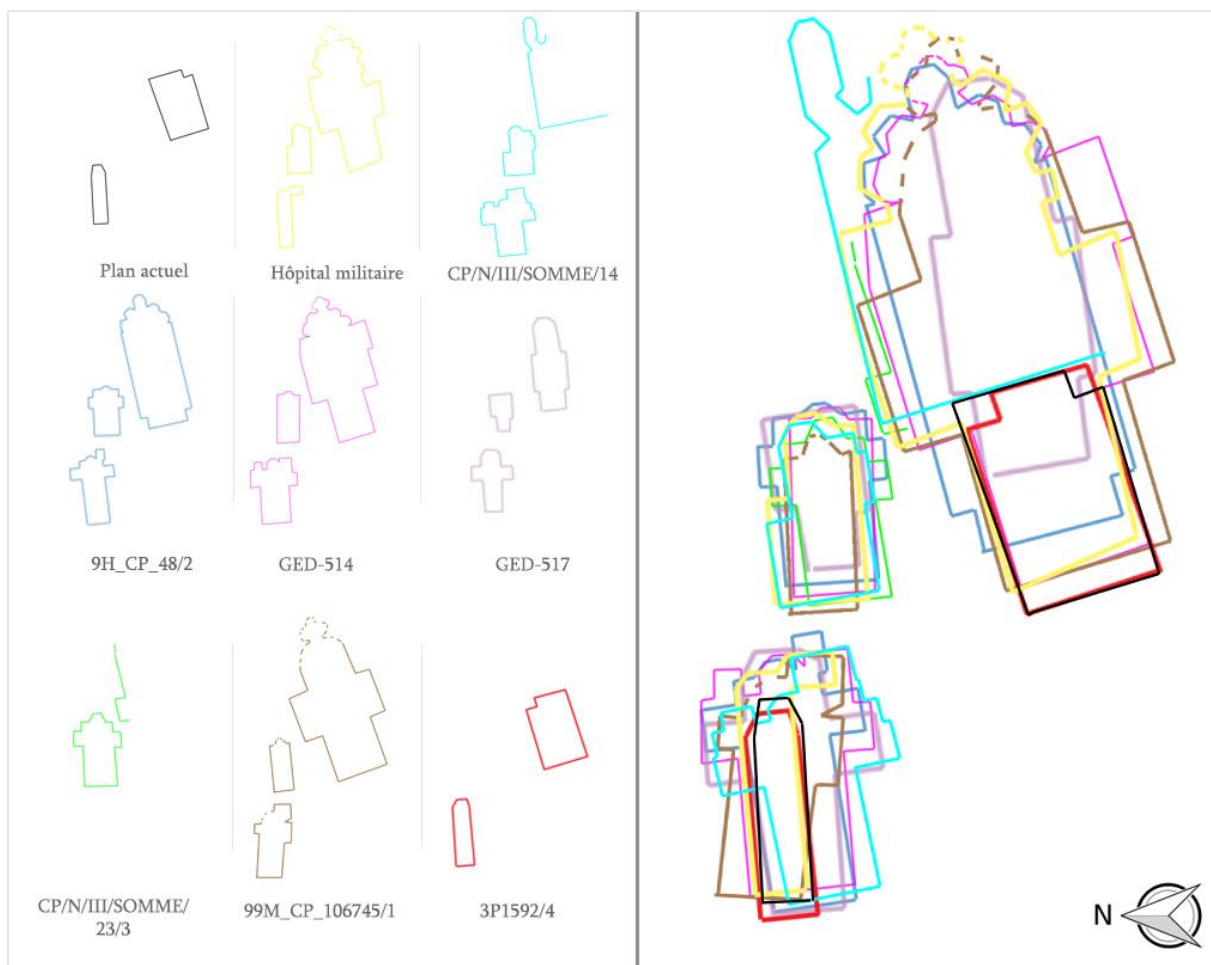 Plan actuel
Hôpital militaire
CP/N/III/SOMME/14
9H_CP_48/2
GED-514
GED-517
CP/N/III/SOMME/
23/3
99M_CP_106745/1
3P1592/4
N